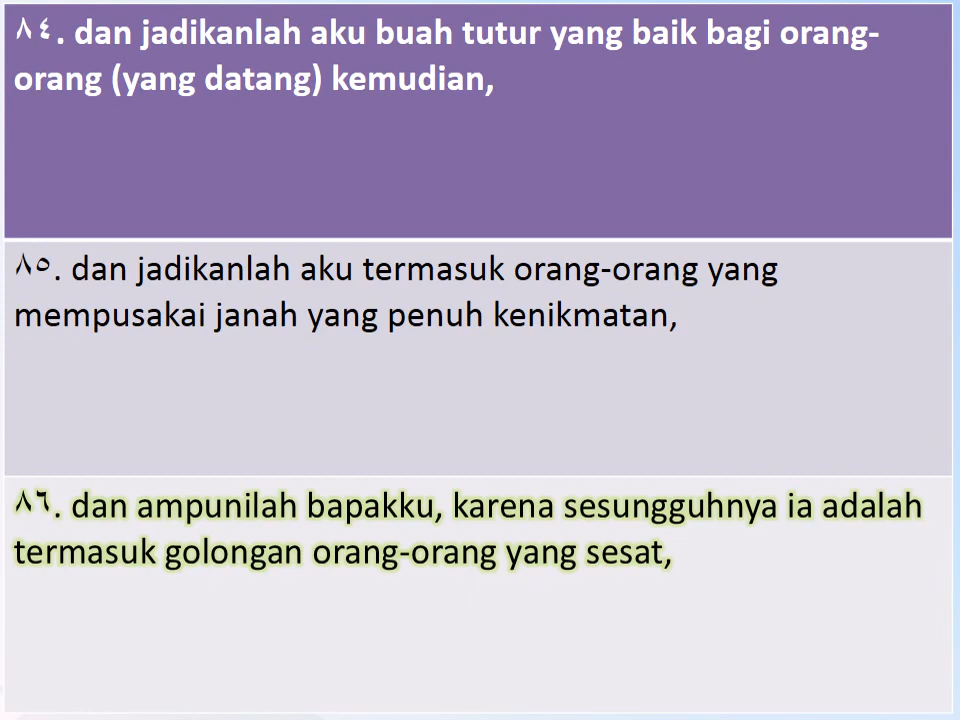 ٨٤. dan jadikanlah aku buah tutur yang baik bagi orang-
orang (yang datang) kemudian,
٨٥. dan jadikanlah aku termasuk orang-orang yang
mempusakai janah yang penuh kenikmatan,
٨٦. dan ampunilah bapakku, karena sesungguhnya ia adalah
termasuk golongan orang-orang yang sesat,